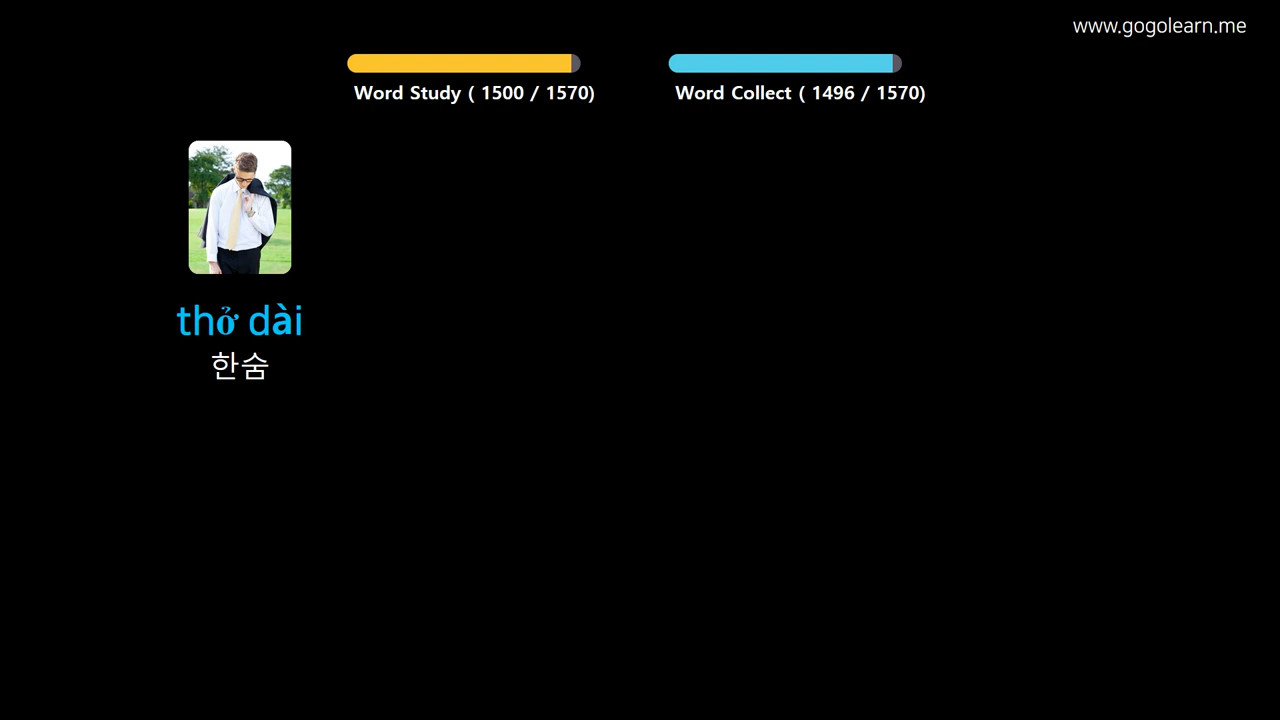 www.gogolearn.me
Word Study ( 1500 / 1570)
Word Collect ( 1496 / 1570)
thở dài
한숨